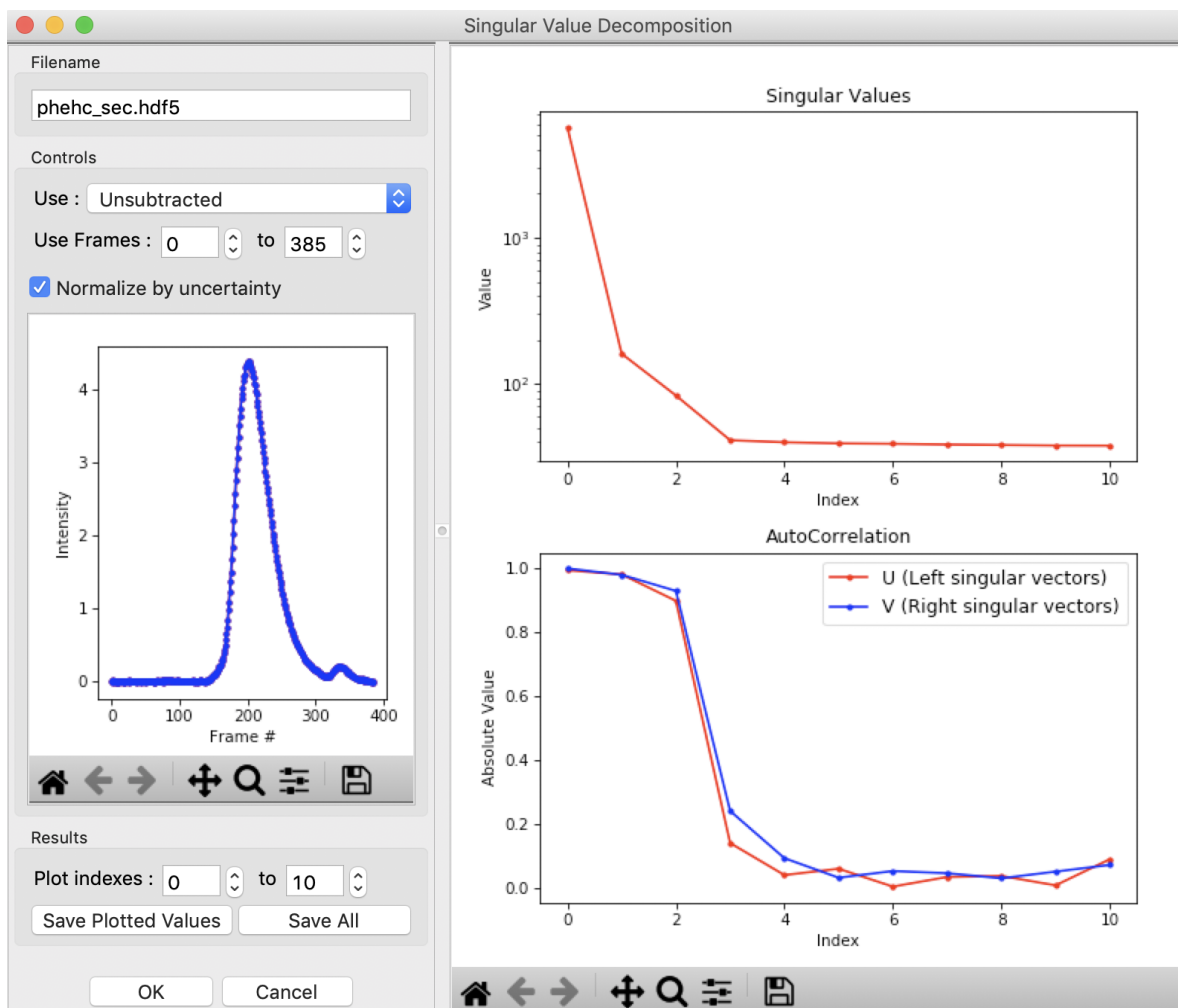 Singular Value Decomposition
Filename
phehc_sec.hdf5
Controls
Use : Unsubtracted
Use Frames : 0 to 385
Normalize by uncertainty
4
3
2
1
0
Intensity
0 100 200 300 400
Frame #
Results
Plot indexes : 0 to 10
Save Plotted Values Save All
OK Cancel
Singular Values
10³
10²
Value
0 2 4 6 8 10
Index
AutoCorrelation
U (Left singular vectors)
V (Right singular vectors)
1.0
0.8
0.6
0.4
0.2
0.0
Absolute Value
0 2 4 6 8 10
Index